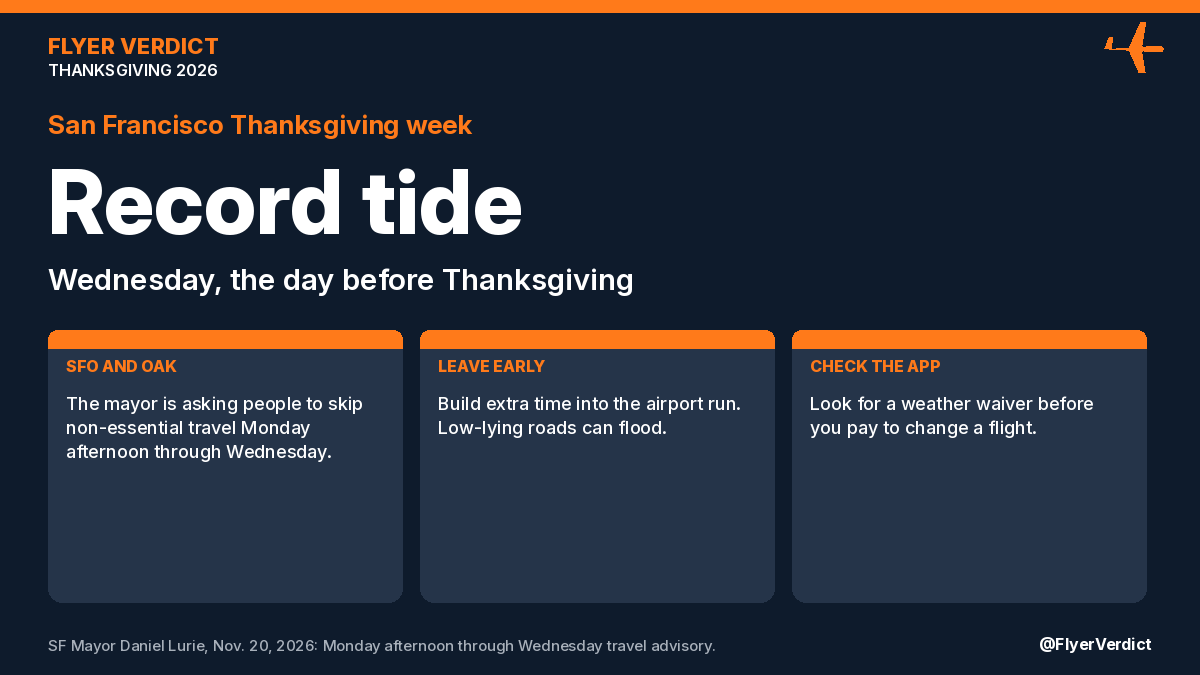 FLYER VERDICT
THANKSGIVING 2026
San Francisco Thanksgiving week
Record tide
Wednesday, the day before Thanksgiving
SFO AND OAK
The mayor is asking people to skip
non-essential travel Monday
afternoon through Wednesday.
LEAVE EARLY
Build extra time into the airport run.
Low-lying roads can flood.
CHECK THE APP
Look for a weather waiver before
you pay to change a flight.
SF Mayor Daniel Lurie, Nov. 20, 2026: Monday afternoon through Wednesday travel advisory.
@FlyerVerdict